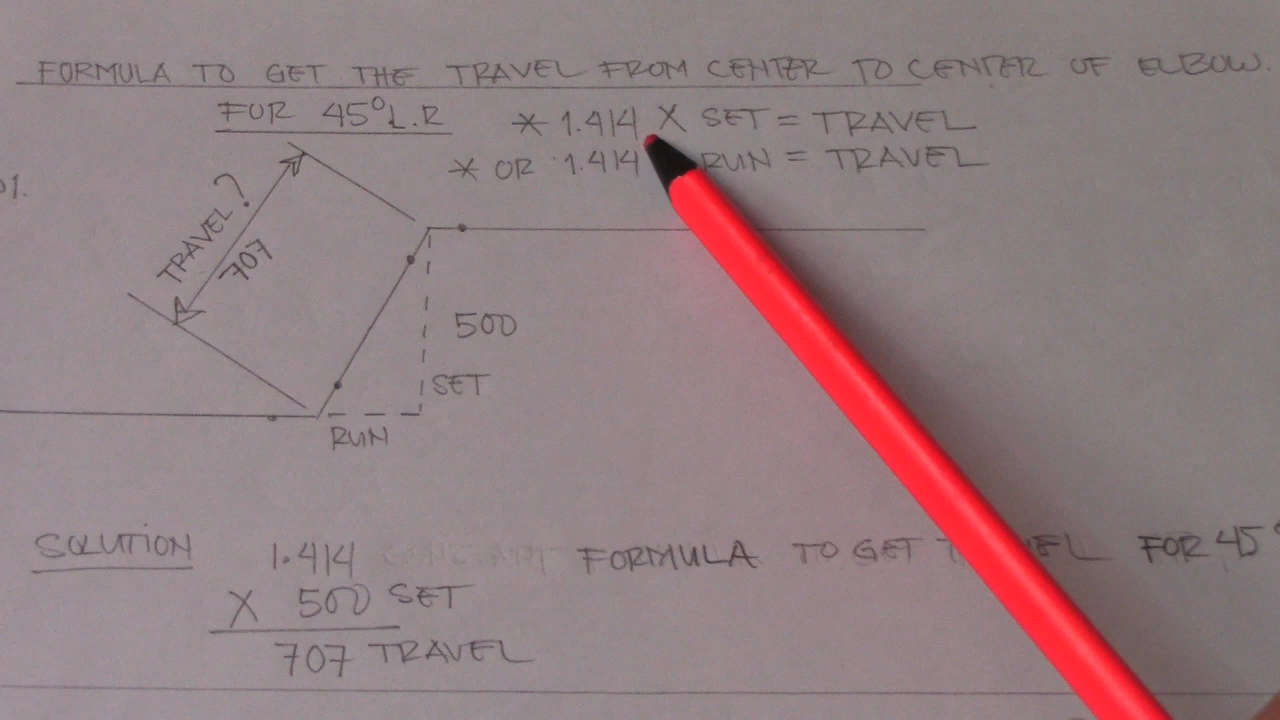 FORMULA TO GET THE TRAVEL FROM CENTER TO CENTER OF ELBOW.
FOR 45° L.R
* 1.414 X SET = TRAVEL
* OR 1.414 RUN = TRAVEL
01.
TRAVEL?
707
500
SET
RUN
SOLUTION
1.414 CONSTANT FORMULA TO GET FOR 45°
X 500 SET
707 TRAVEL